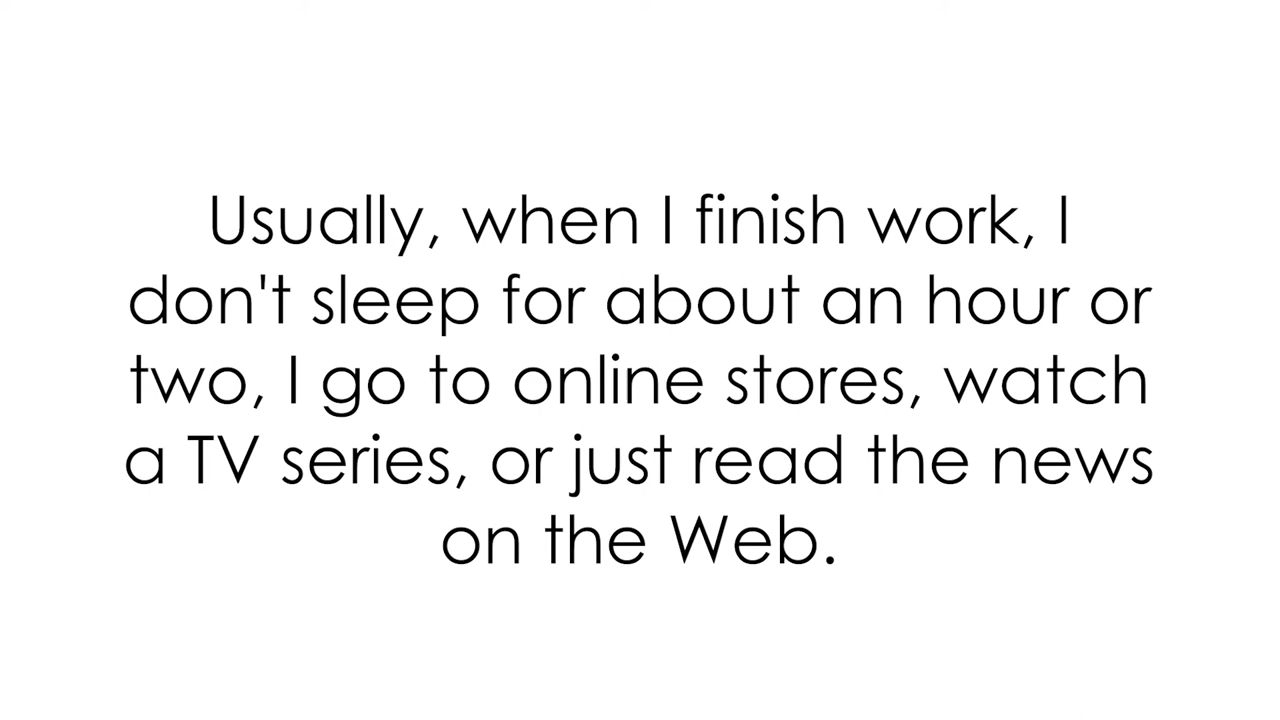 Usually, when I finish work, I
don't sleep for about an hour or
two, I go to online stores, watch
a TV series, or just read the news
on the Web.